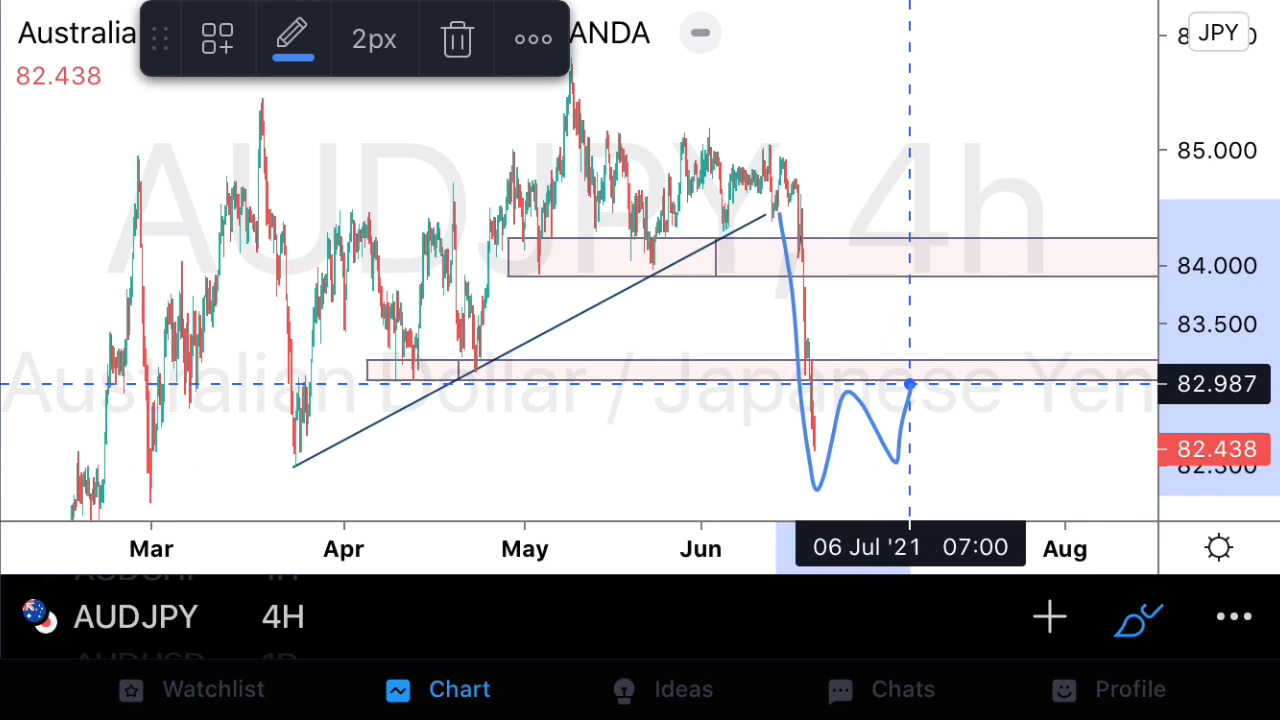 Australia
ANDA
JPY
82.438
2px
AUDJPY, 4h
Australian Dollar / Japanese Yen
85.000
84.000
83.500
82.987
82.438
Mar
Apr
May
Jun
06 Jul '21 07:00
Aug
AUDJPY 4H
Watchlist
Chart
Ideas
Chats
Profile